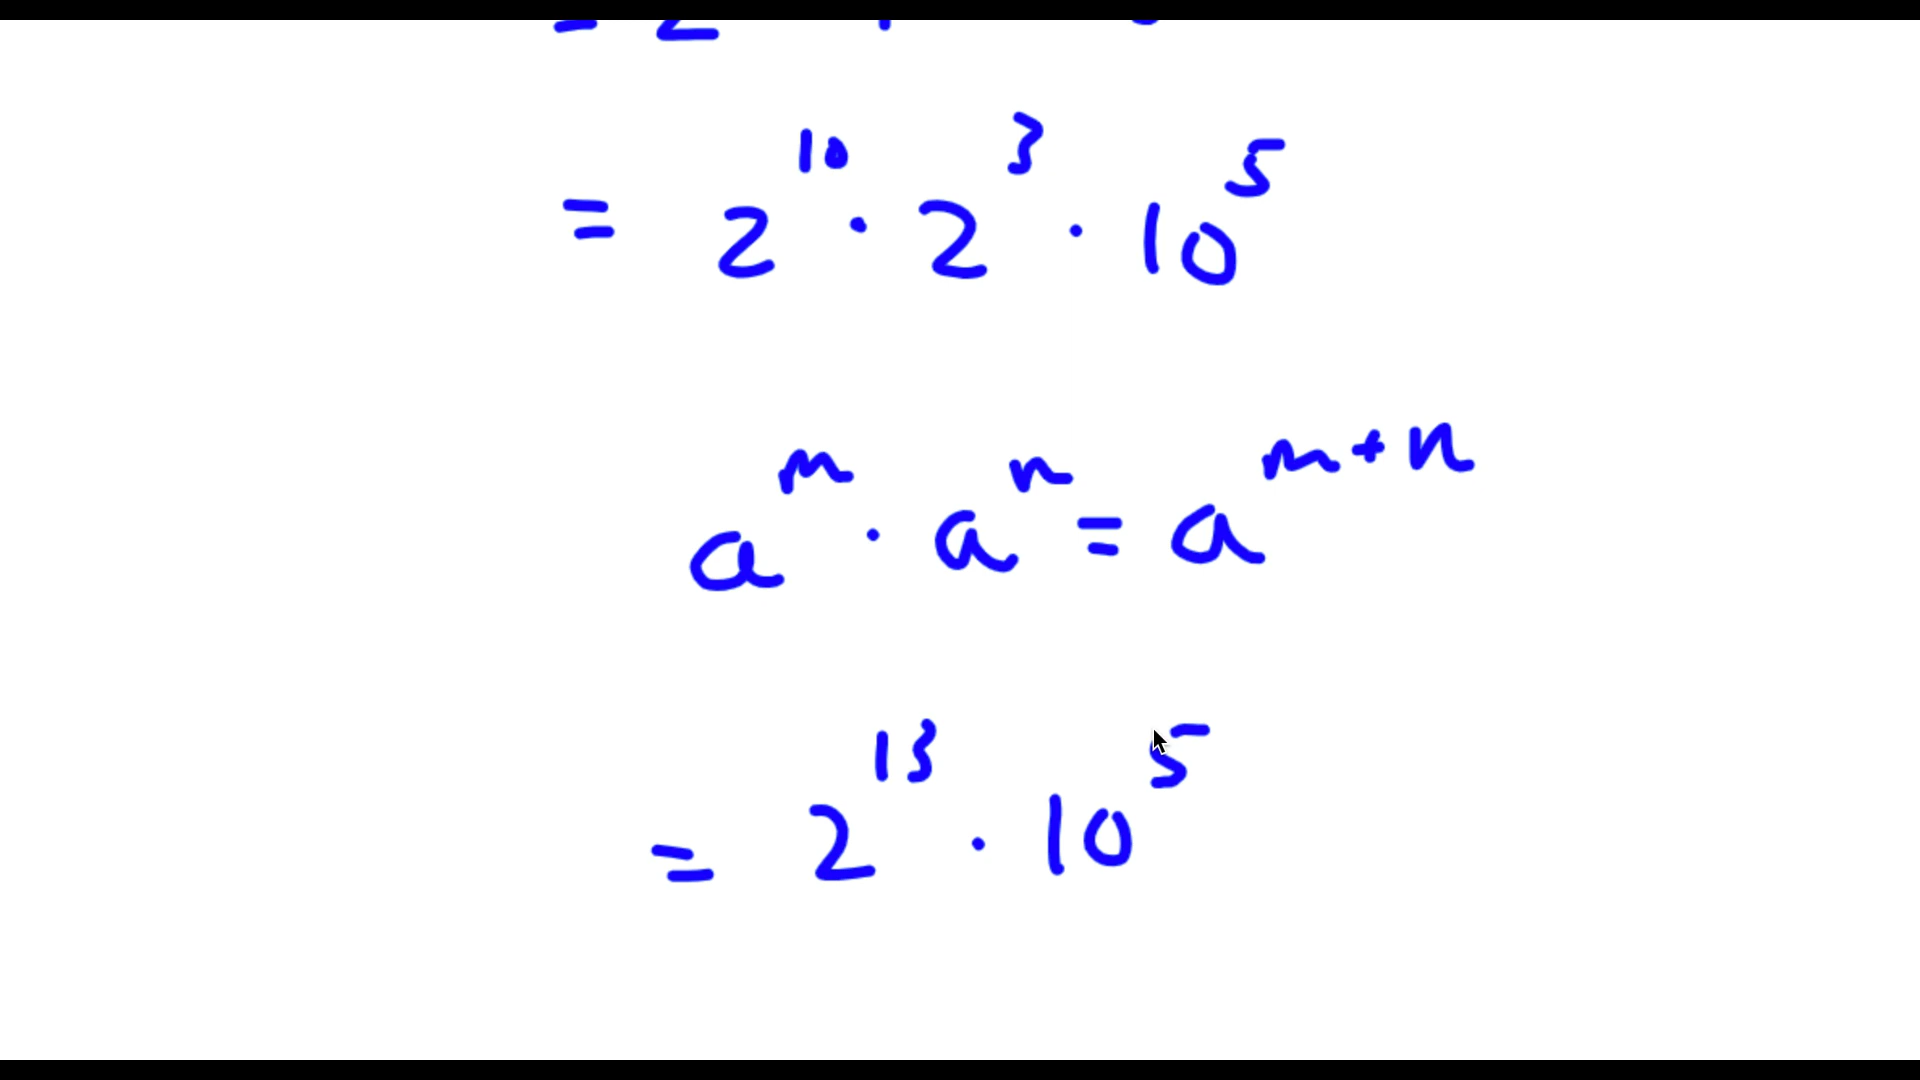 = 2^10 · 2^3 · 10^5
a^m · a^n = a^m+n
= 2^13 · 10^5